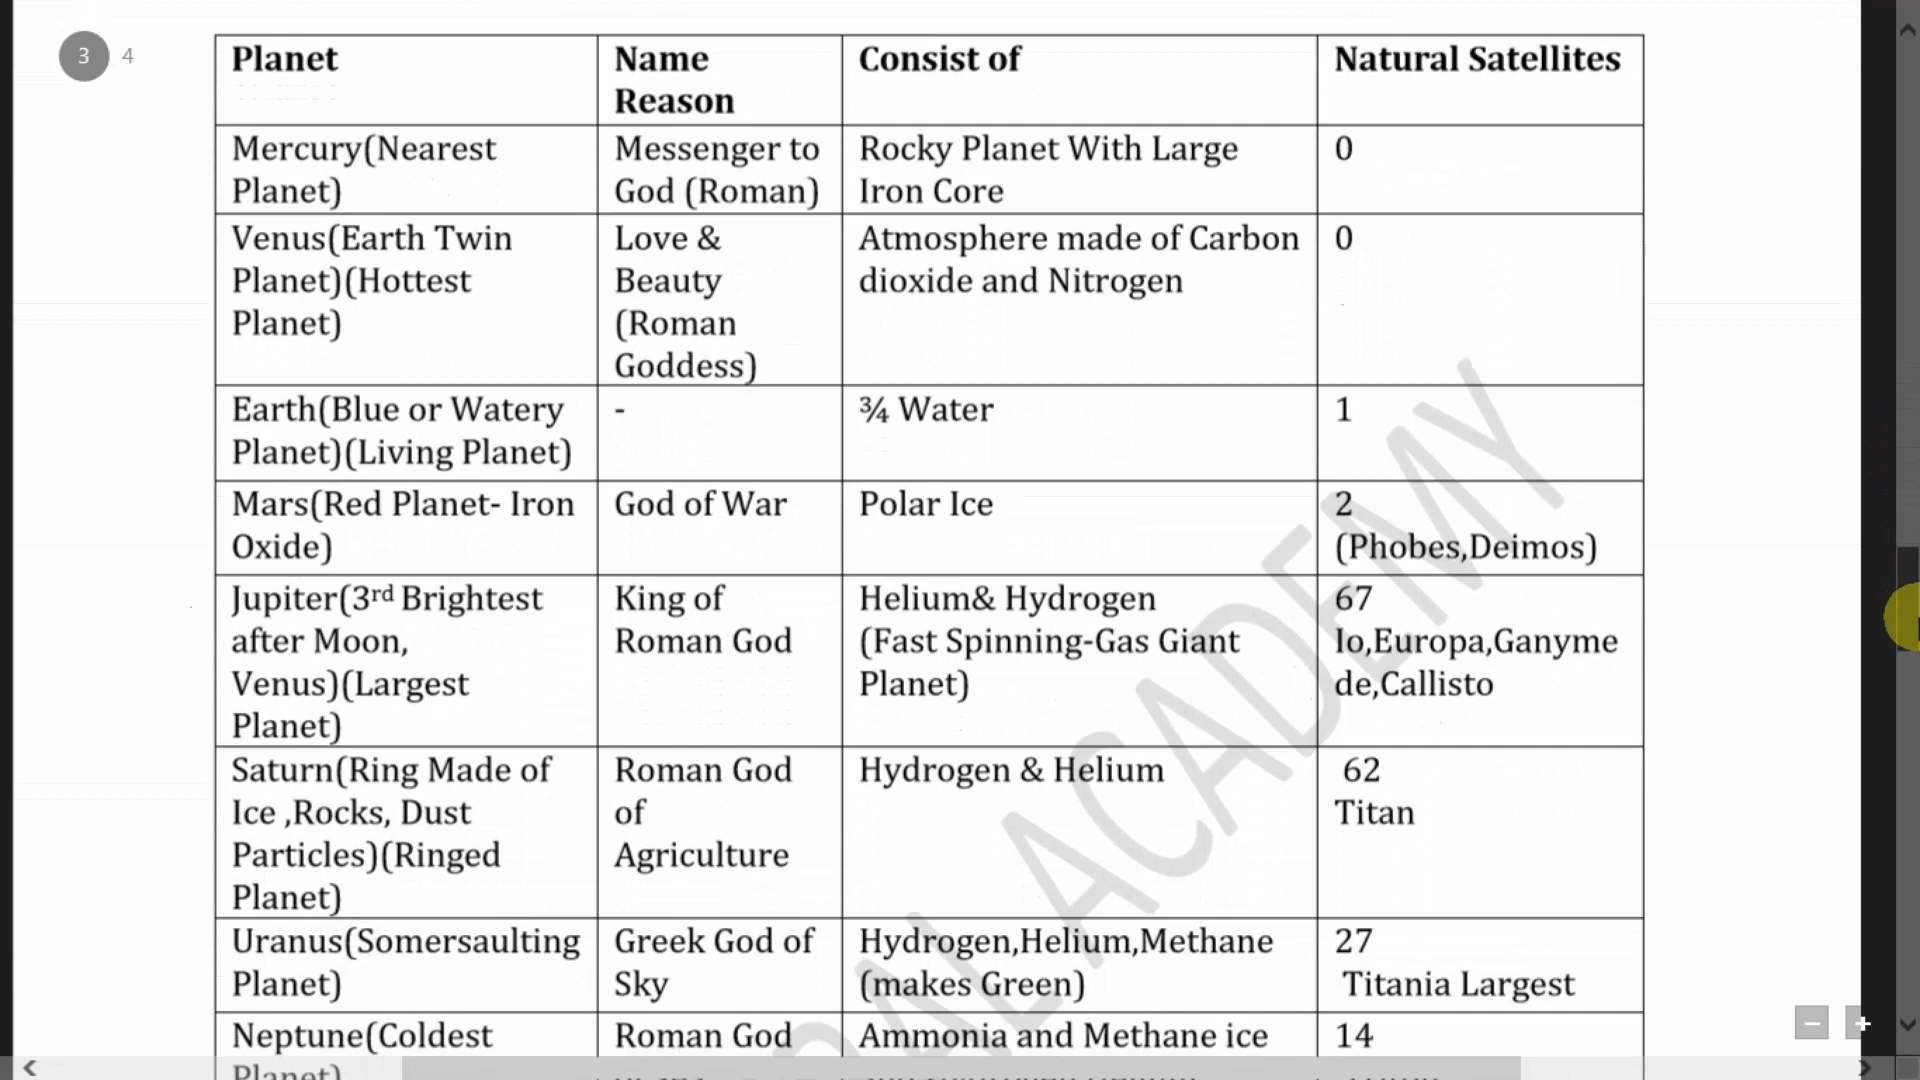 3 4
Planet
Name
Reason
Consist of
Natural Satellites
Mercury(Nearest
Planet)
Messenger to
God (Roman)
Rocky Planet With Large
Iron Core
0
Venus(Earth Twin
Planet)(Hottest
Planet)
Love &
Beauty
(Roman
Goddess)
Atmosphere made of Carbon
dioxide and Nitrogen
0
Earth(Blue or Watery
Planet)(Living Planet)
-
¾ Water
1
Mars(Red Planet- Iron
Oxide)
God of War
Polar Ice
2
(Phobes,Deimos)
Jupiter(3rd Brightest
after Moon,
Venus)(Largest
Planet)
King of
Roman God
Helium& Hydrogen
(Fast Spinning-Gas Giant
Planet)
67
Io,Europa,Ganyme
de,Callisto
Saturn(Ring Made of
Ice ,Rocks, Dust
Particles)(Ringed
Planet)
Roman God
of
Agriculture
Hydrogen & Helium
62
Titan
Uranus(Somersaulting
Planet)
Greek God of
Sky
Hydrogen,Helium,Methane
(makes Green)
27
Titania Largest
Neptune(Coldest
Planet)
Roman God
Ammonia and Methane ice
14
ACADEMY